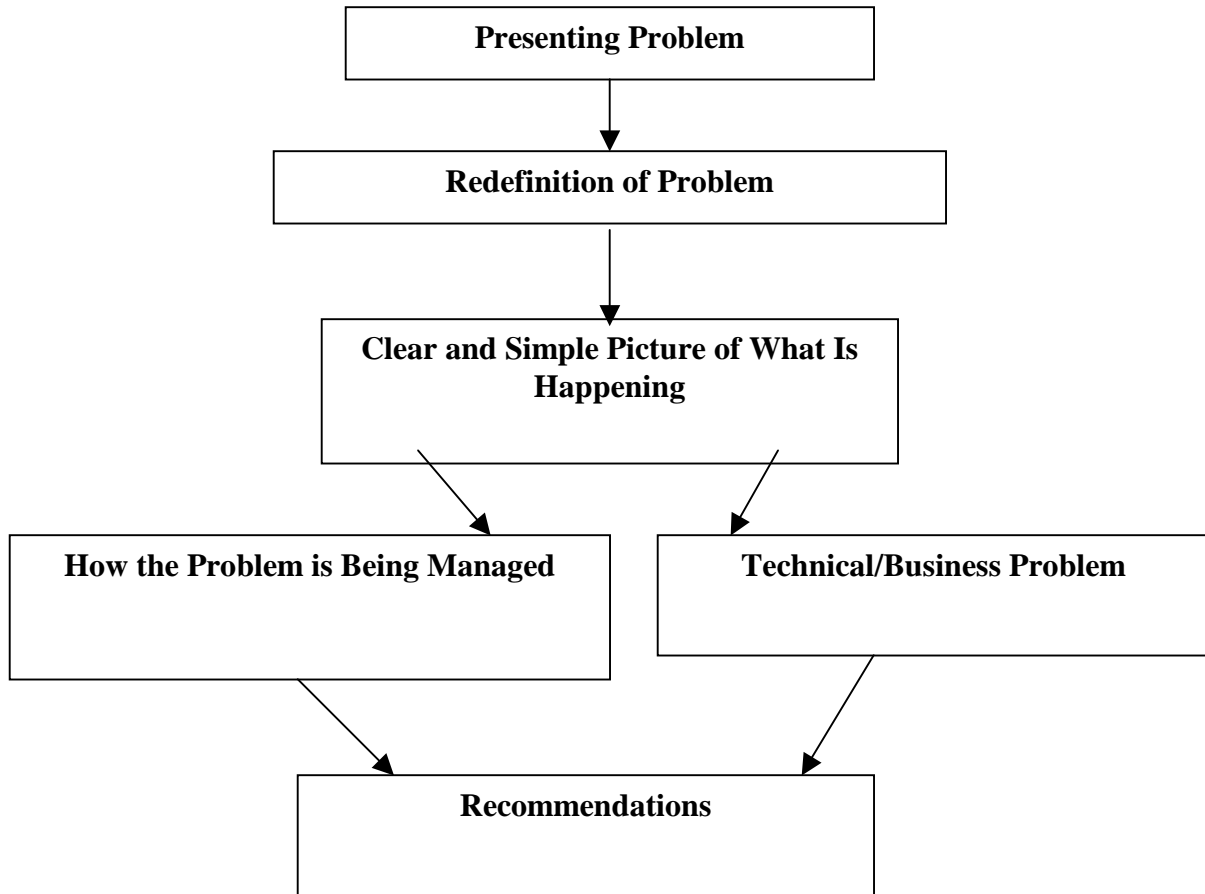 Presenting Problem
Redefinition of Problem
Clear and Simple Picture of What Is
Happening
How the Problem is Being Managed
Technical/Business Problem
Recommendations